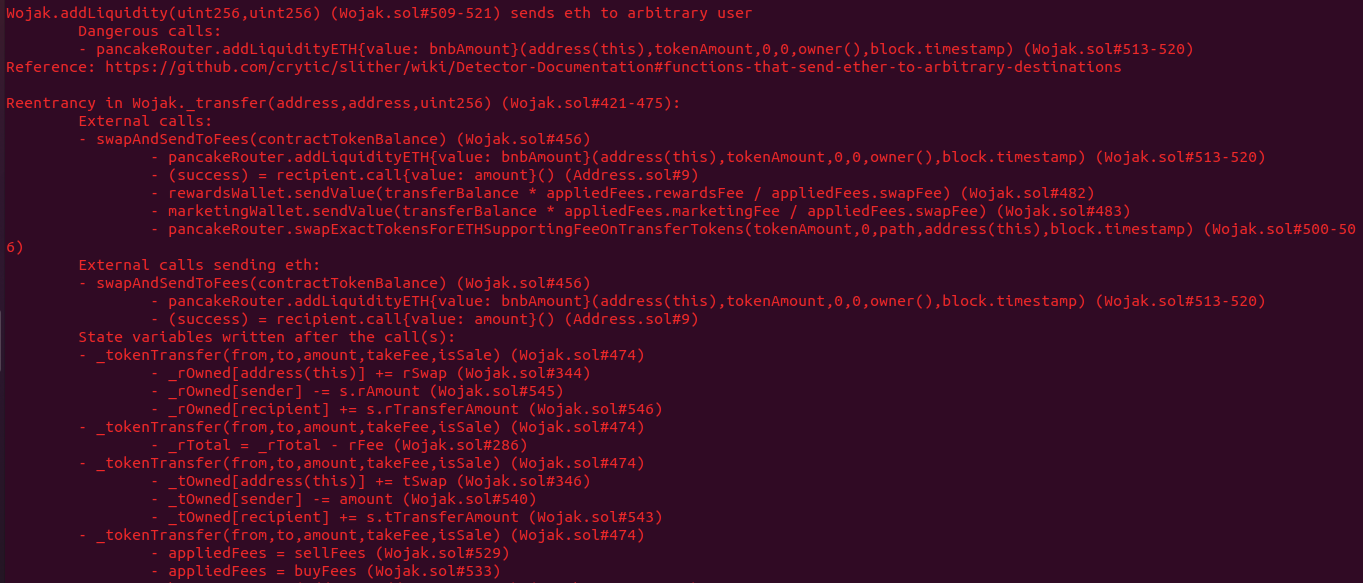 Wojak.addLiquidity(uint256,uint256) (Wojak.sol#509-521) sends eth to arbitrary user
Dangerous calls:
- pancakeRouter.addLiquidityETH{value: bnbAmount}(address(this),tokenAmount,0,0,owner(),block.timestamp) (Wojak.sol#513-520)
Reference: https://github.com/crytic/slither/wiki/Detector-Documentation#functions-that-send-ether-to-arbitrary-destinations
Reentrancy in Wojak._transfer(address,address,uint256) (Wojak.sol#421-475):
External calls:
- swapAndSendToFees(contractTokenBalance) (Wojak.sol#456)
- pancakeRouter.addLiquidityETH{value: bnbAmount}(address(this),tokenAmount,0,0,owner(),block.timestamp) (Wojak.sol#513-520)
- (success) = recipient.call{value: amount}() (Address.sol#9)
- rewardsWallet.sendValue(transferBalance * appliedFees.rewardsFee / appliedFees.swapFee) (Wojak.sol#482)
- marketingWallet.sendValue(transferBalance * appliedFees.marketingFee / appliedFees.swapFee) (Wojak.sol#483)
- pancakeRouter.swapExactTokensForETHSupportingFeeOnTransferTokens(tokenAmount,0,path,address(this),block.timestamp) (Wojak.sol#500-50
6)
External calls sending eth:
- swapAndSendToFees(contractTokenBalance) (Wojak.sol#456)
- pancakeRouter.addLiquidityETH{value: bnbAmount}(address(this),tokenAmount,0,0,owner(),block.timestamp) (Wojak.sol#513-520)
- (success) = recipient.call{value: amount}() (Address.sol#9)
State variables written after the call(s):
- _tokenTransfer(from,to,amount,takeFee,isSale) (Wojak.sol#474)
- _rOwned[address(this)] += rSwap (Wojak.sol#344)
- _rOwned[sender] -= s.rAmount (Wojak.sol#545)
- _rOwned[recipient] += s.rTransferAmount (Wojak.sol#546)
- _tokenTransfer(from,to,amount,takeFee,isSale) (Wojak.sol#474)
- _rTotal = _rTotal - rFee (Wojak.sol#286)
- _tokenTransfer(from,to,amount,takeFee,isSale) (Wojak.sol#474)
- _tOwned[address(this)] += tSwap (Wojak.sol#346)
- _tOwned[sender] -= amount (Wojak.sol#540)
- _tOwned[recipient] += s.tTransferAmount (Wojak.sol#543)
- _tokenTransfer(from,to,amount,takeFee,isSale) (Wojak.sol#474)
- appliedFees = sellFees (Wojak.sol#529)
- appliedFees = buyFees (Wojak.sol#533)